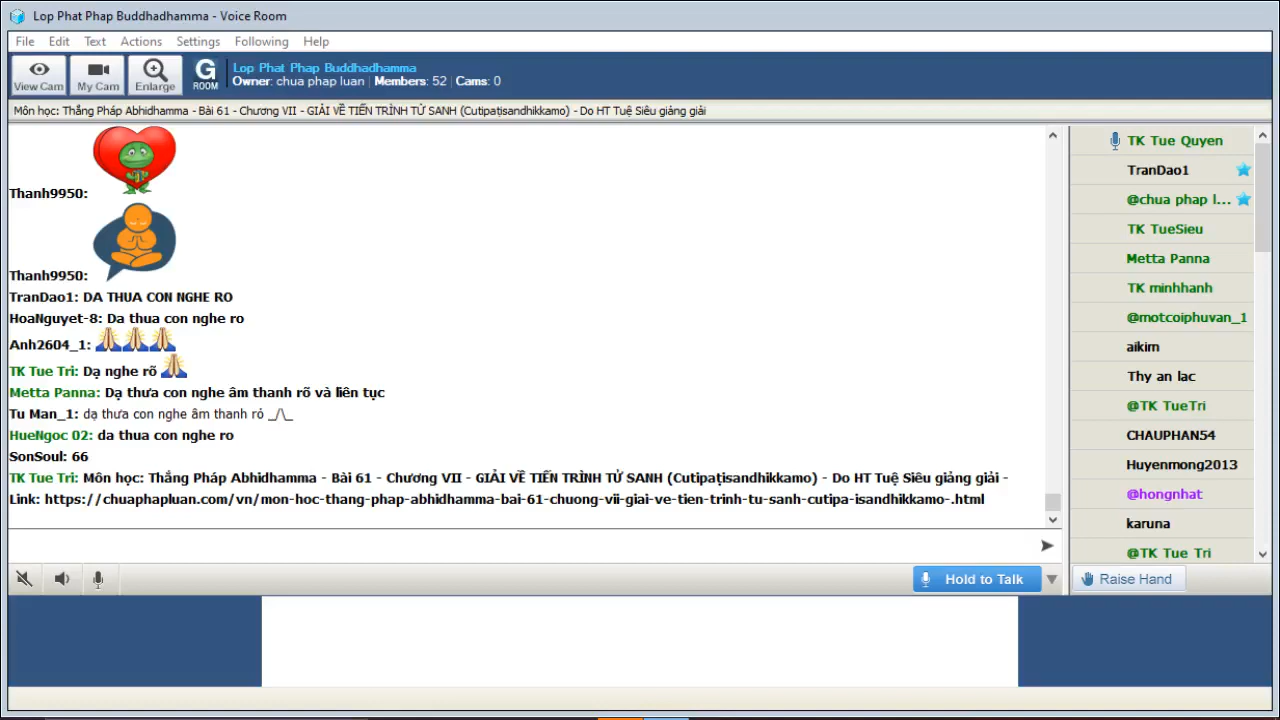 Lop Phat Phap Buddhadhamma - Voice Room
File Edit Text Actions Settings Following Help
View Cam
My Cam
Enlarge
G
ROOM
Lop Phat Phap Buddhadhamma
Owner: chua phap luan | Members: 52 | Cams: 0
Môn học: Thắng Pháp Abhidhamma - Bài 61 - Chương VII - GIẢI VỀ TIẾN TRÌNH TỬ SANH (Cutipaṭisandhikkamo) - Do HT Tuệ Siêu giảng giải
Thanh9950:
Thanh9950:
TranDao1: DA THUA CON NGHE RO
HoaNguyet-8: Da thua con nghe ro
Anh2604_1:
TK Tue Tri: Dạ nghe rõ
Metta Panna: Dạ thưa con nghe âm thanh rõ và liên tục
Tu Man_1: dạ thưa con nghe âm thanh rỏ _/\_
HueNgoc 02: da thua con nghe ro
SonSoul: 66
TK Tue Tri: Môn học: Thắng Pháp Abhidhamma - Bài 61 - Chương VII - GIẢI VỀ TIẾN TRÌNH TỬ SANH (Cutipaṭisandhikkamo) - Do HT Tuệ Siêu giảng giải -
Link: https://chuaphapluan.com/vn/mon-hoc-thang-phap-abhidhamma-bai-61-chuong-vii-giai-ve-tien-trinh-tu-sanh-cutipa-isandhikkamo-.html
TK Tue Quyen
TranDao1
@chua phap l...
TK TueSieu
Metta Panna
TK minhhanh
@motcoiphuvan_1
aikim
Thy an lac
@TK TueTri
CHAUPHAN54
Huyenmong2013
@hongnhat
karuna
@TK Tue Tri
Hold to Talk
Raise Hand